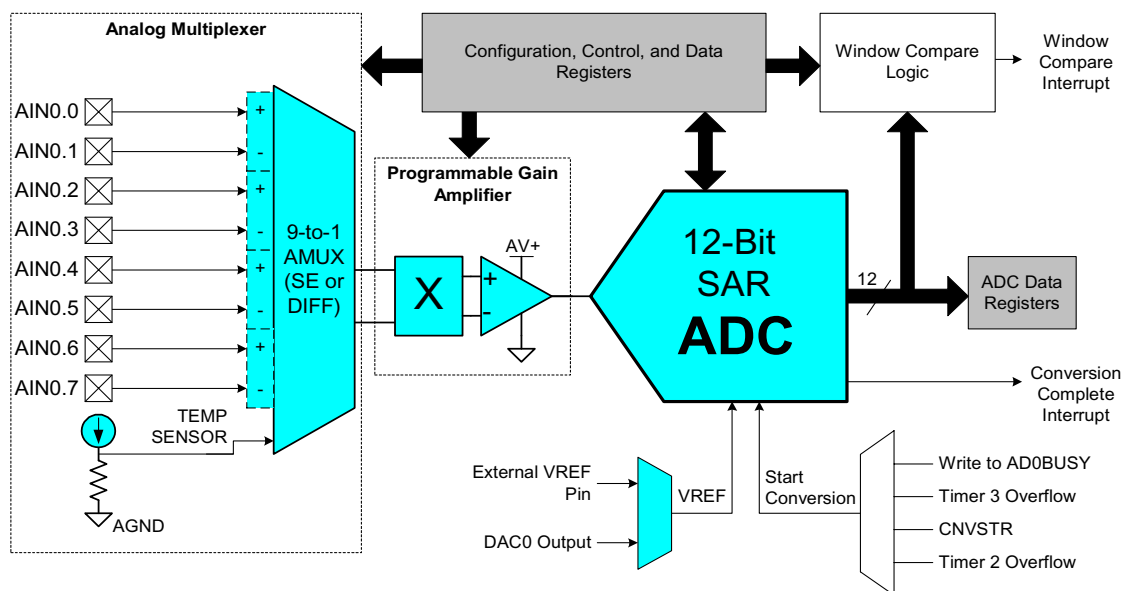 Analog Multiplexer
AIN0.0
AIN0.1
AIN0.2
AIN0.3
AIN0.4
AIN0.5
AIN0.6
AIN0.7
+
-
+
-
+
-
+
-
9-to-1
AMUX
(SE or
DIFF)
TEMP
SENSOR
AGND
Configuration, Control, and Data
Registers
Programmable Gain
Amplifier
X
+
-
AV+
12-Bit
SAR
ADC
Window Compare
Logic
Window
Compare
Interrupt
12
ADC Data
Registers
Conversion
Complete
Interrupt
External VREF
Pin
DAC0 Output
VREF
Start
Conversion
Write to AD0BUSY
Timer 3 Overflow
CNVSTR
Timer 2 Overflow